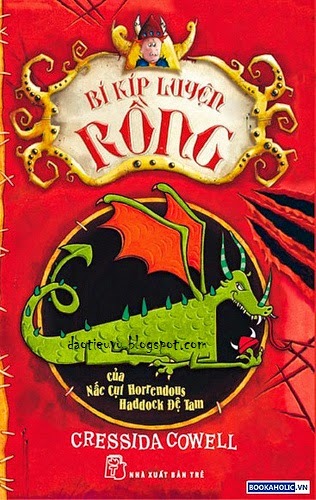 BÍ KÍP LUYỆN
RỒNG
daotieuvu.blogspot.com
của
Nấc Cụt Horrendous
Haddock Đệ Tam
CRESSIDA COWELL
NHÀ XUẤT BẢN TRẺ
BOOKAHOLIC.VN